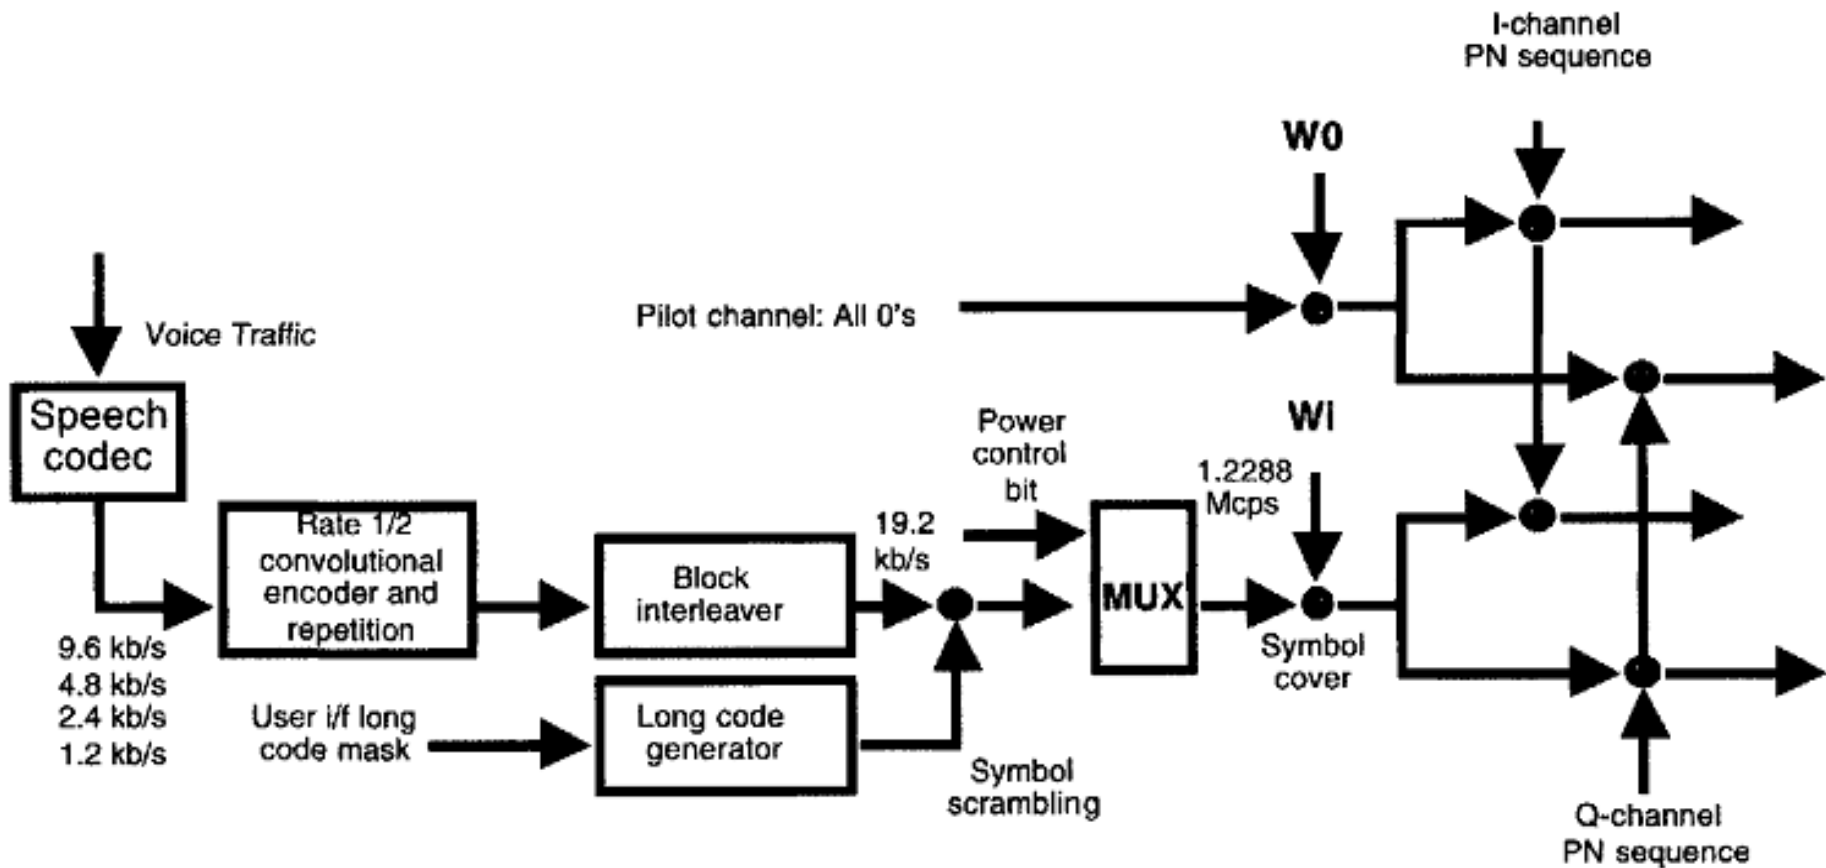 I-channel
PN sequence
W0
Pilot channel: All 0's
Voice Traffic
Speech
codec
Power
control
bit
Wi
1.2288
Mcps
Rate 1/2
convolutional
encoder and
repetition
Block
interleaver
19.2
kb/s
MUX
Symbol
cover
9.6 kb/s
4.8 kb/s
2.4 kb/s
1.2 kb/s
User i/f long
code mask
Long code
generator
Symbol
scrambling
Q-channel
PN sequence